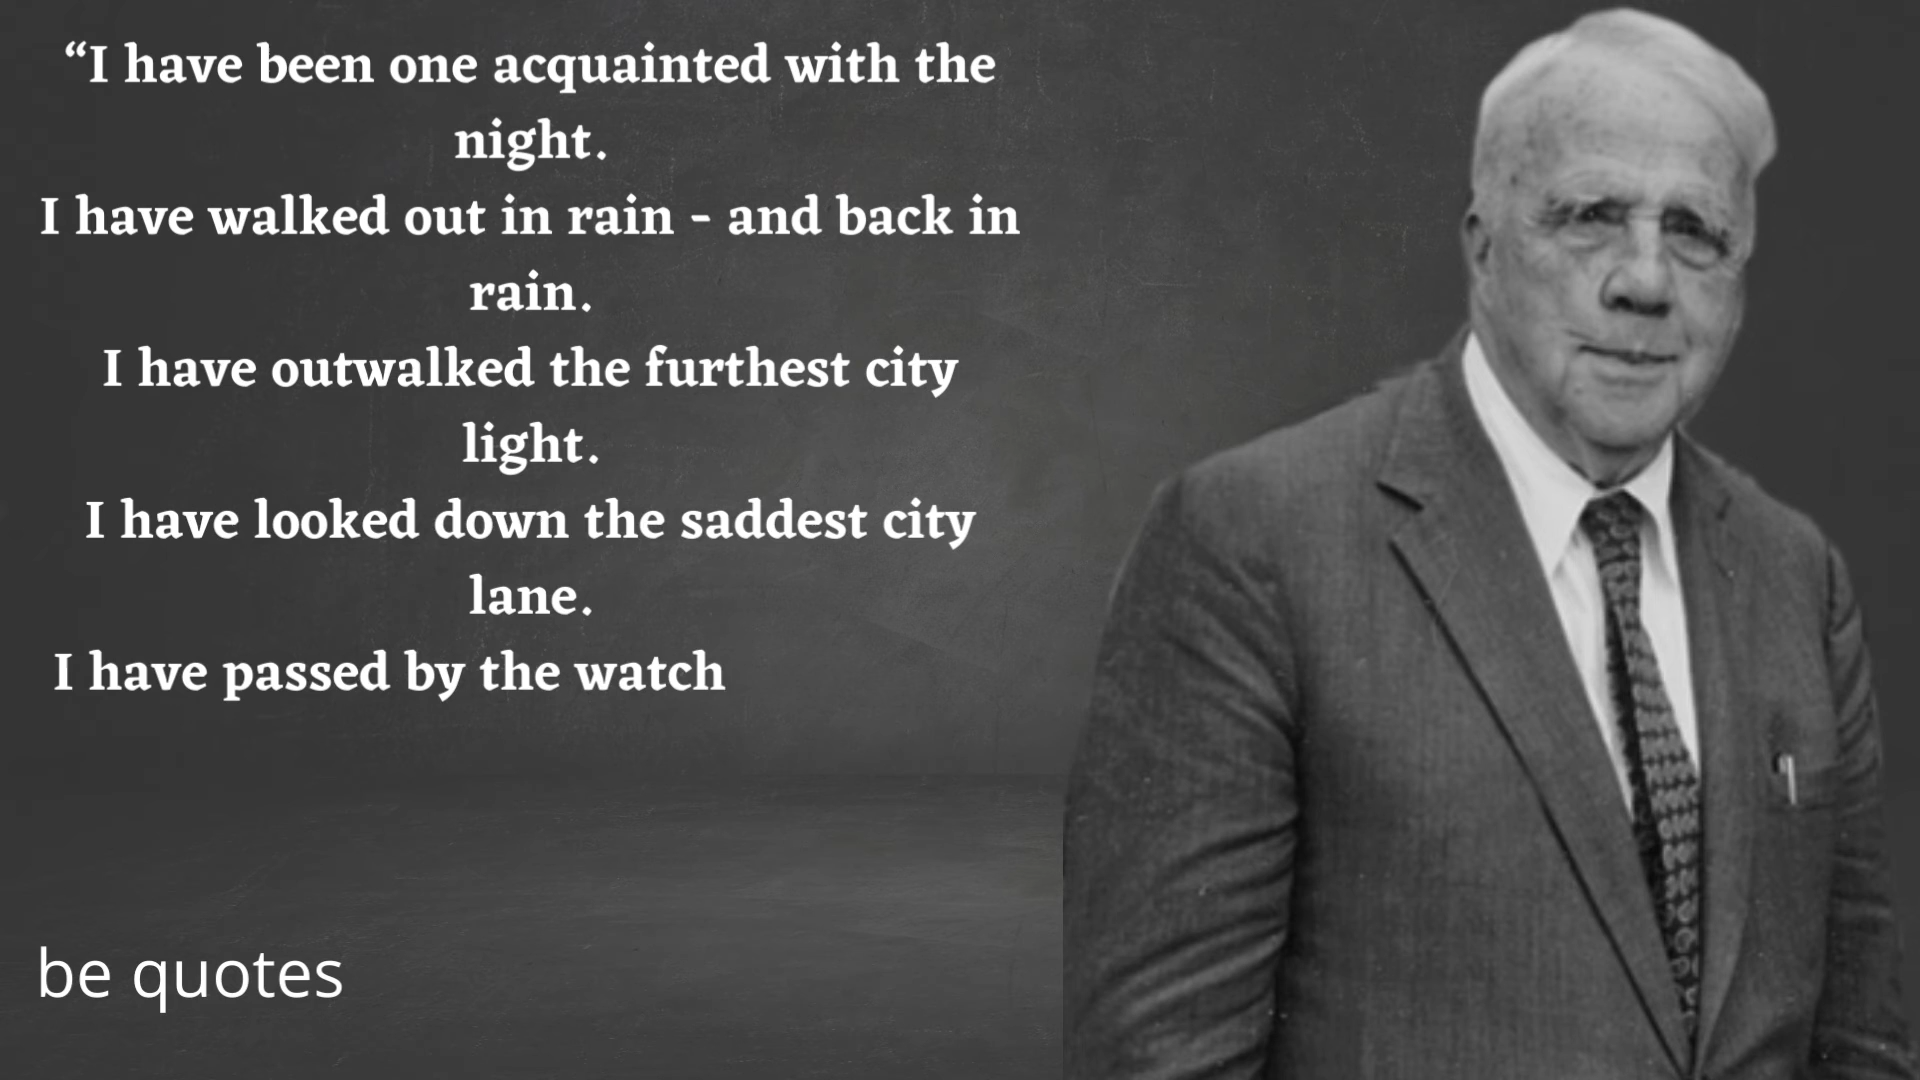 “I have been one acquainted with the
night.
I have walked out in rain - and back in
rain.
I have outwalked the furthest city
light.
I have looked down the saddest city
lane.
I have passed by the watch
be quotes